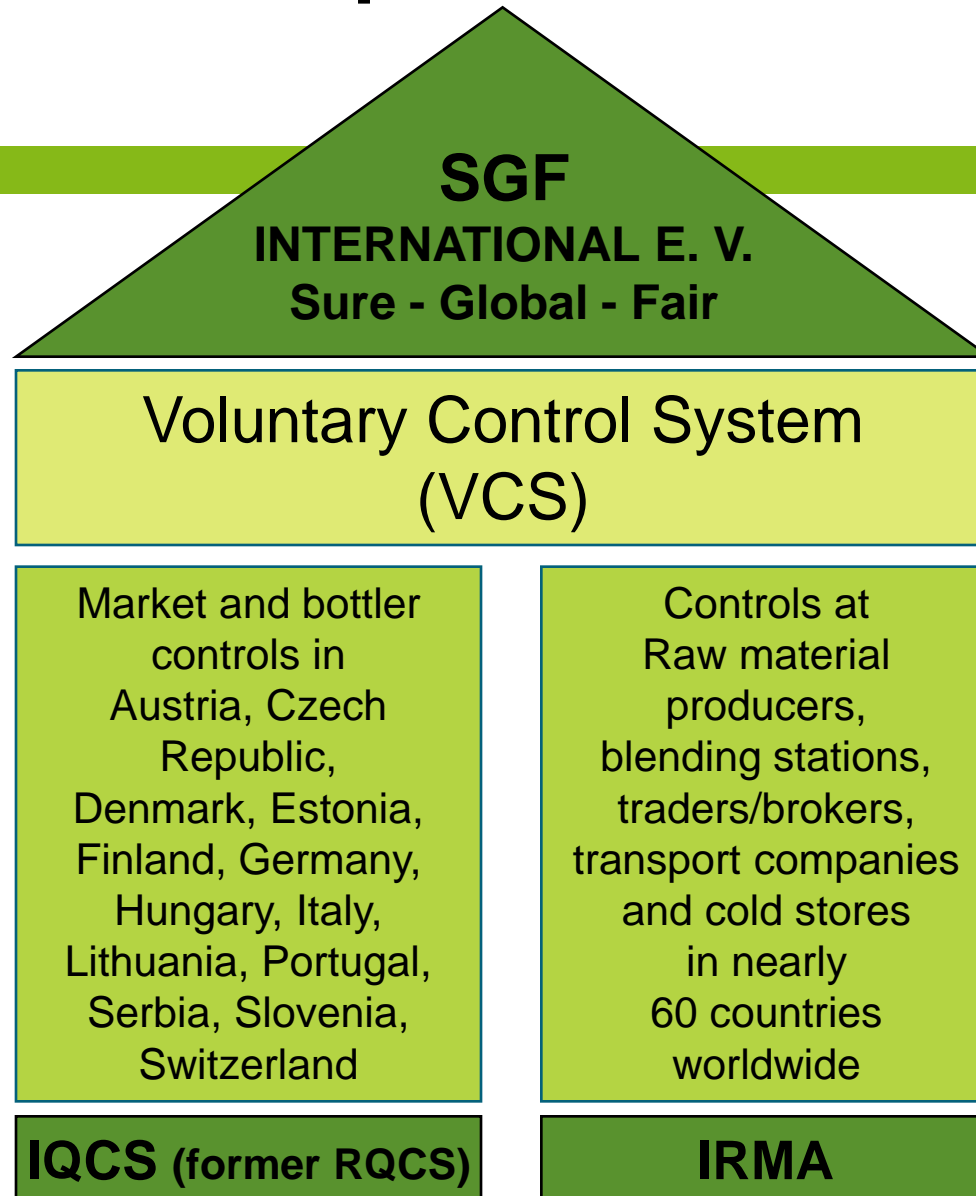 SGF
INTERNATIONAL E. V.
Sure - Global - Fair
Voluntary Control System
(VCS)
Market and bottler
controls in
Austria, Czech
Republic,
Denmark, Estonia,
Finland, Germany,
Hungary, Italy,
Lithuania, Portugal,
Serbia, Slovenia,
Switzerland
IQCS (former RQCS)
Controls at
Raw material
producers,
blending stations,
traders/brokers,
transport companies
and cold stores
in nearly
60 countries
worldwide
IRMA